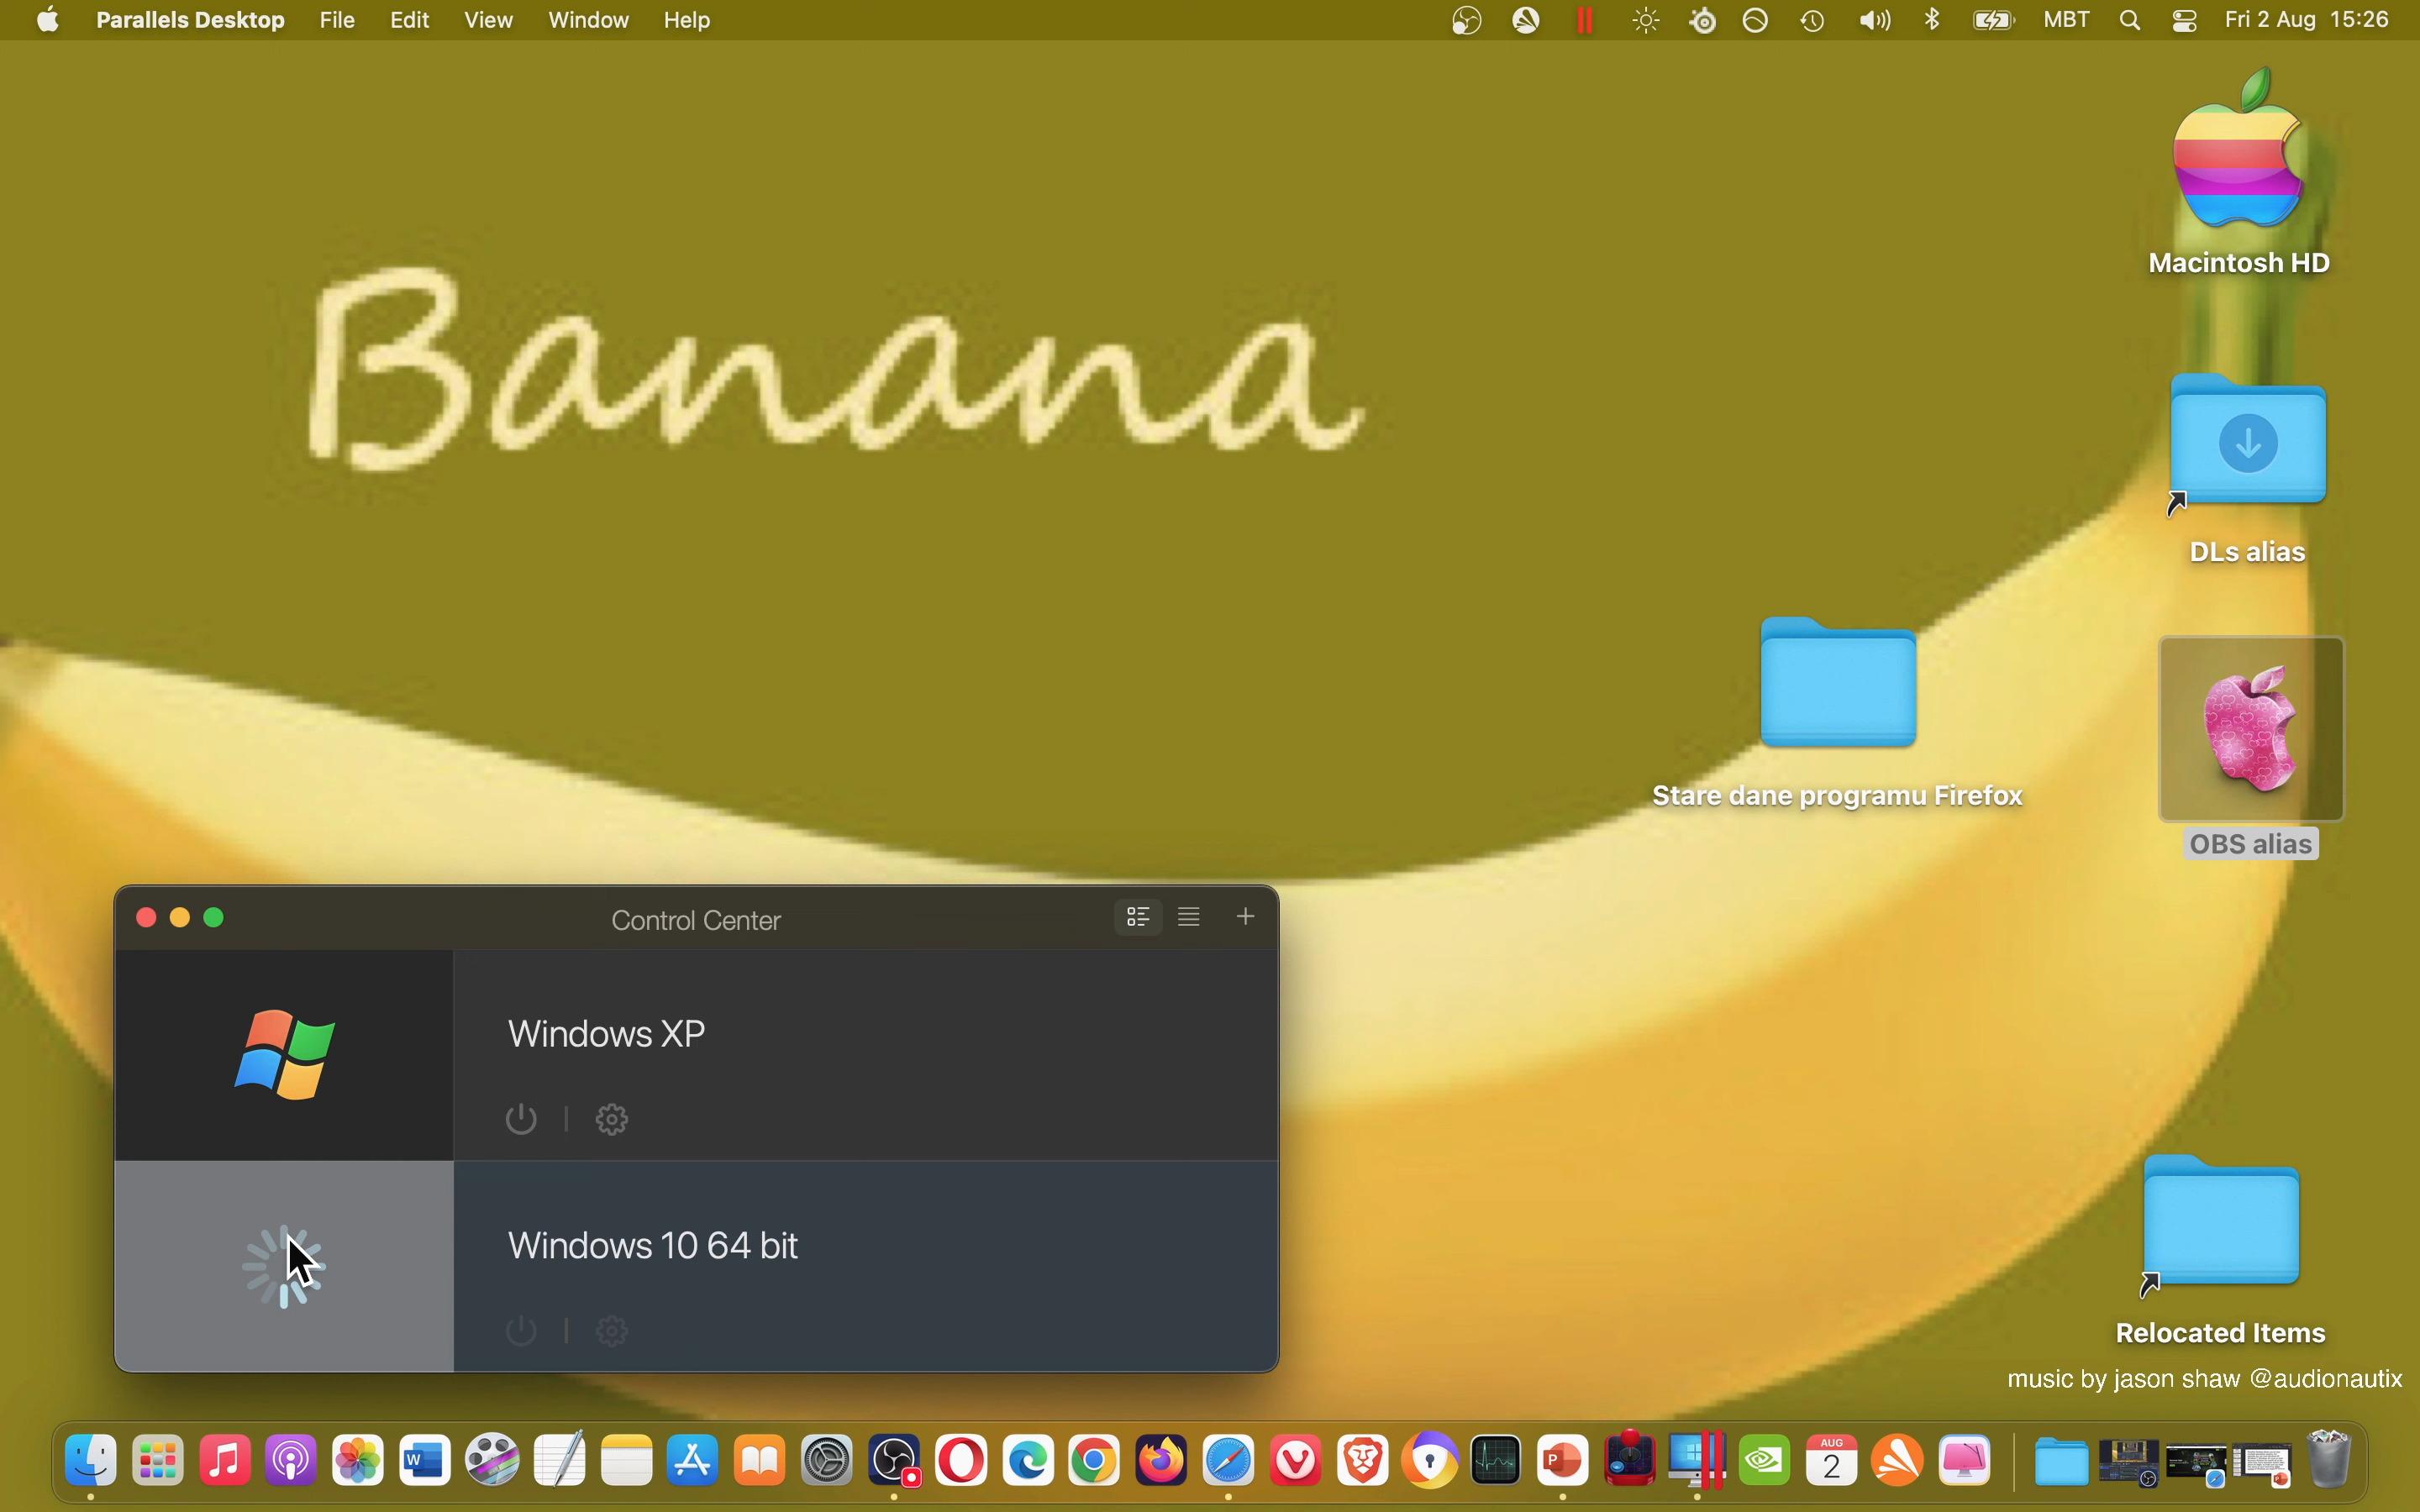 Parallels Desktop File Edit View Window Help MBT Fri 2 Aug 15:26
Banana
Macintosh HD
DLs alias
Stare dane programu Firefox
OBS alias
Control Center
Windows XP
Windows 10 64 bit
Relocated Items
music by jason shaw @audionautix
W
P
AUG
2